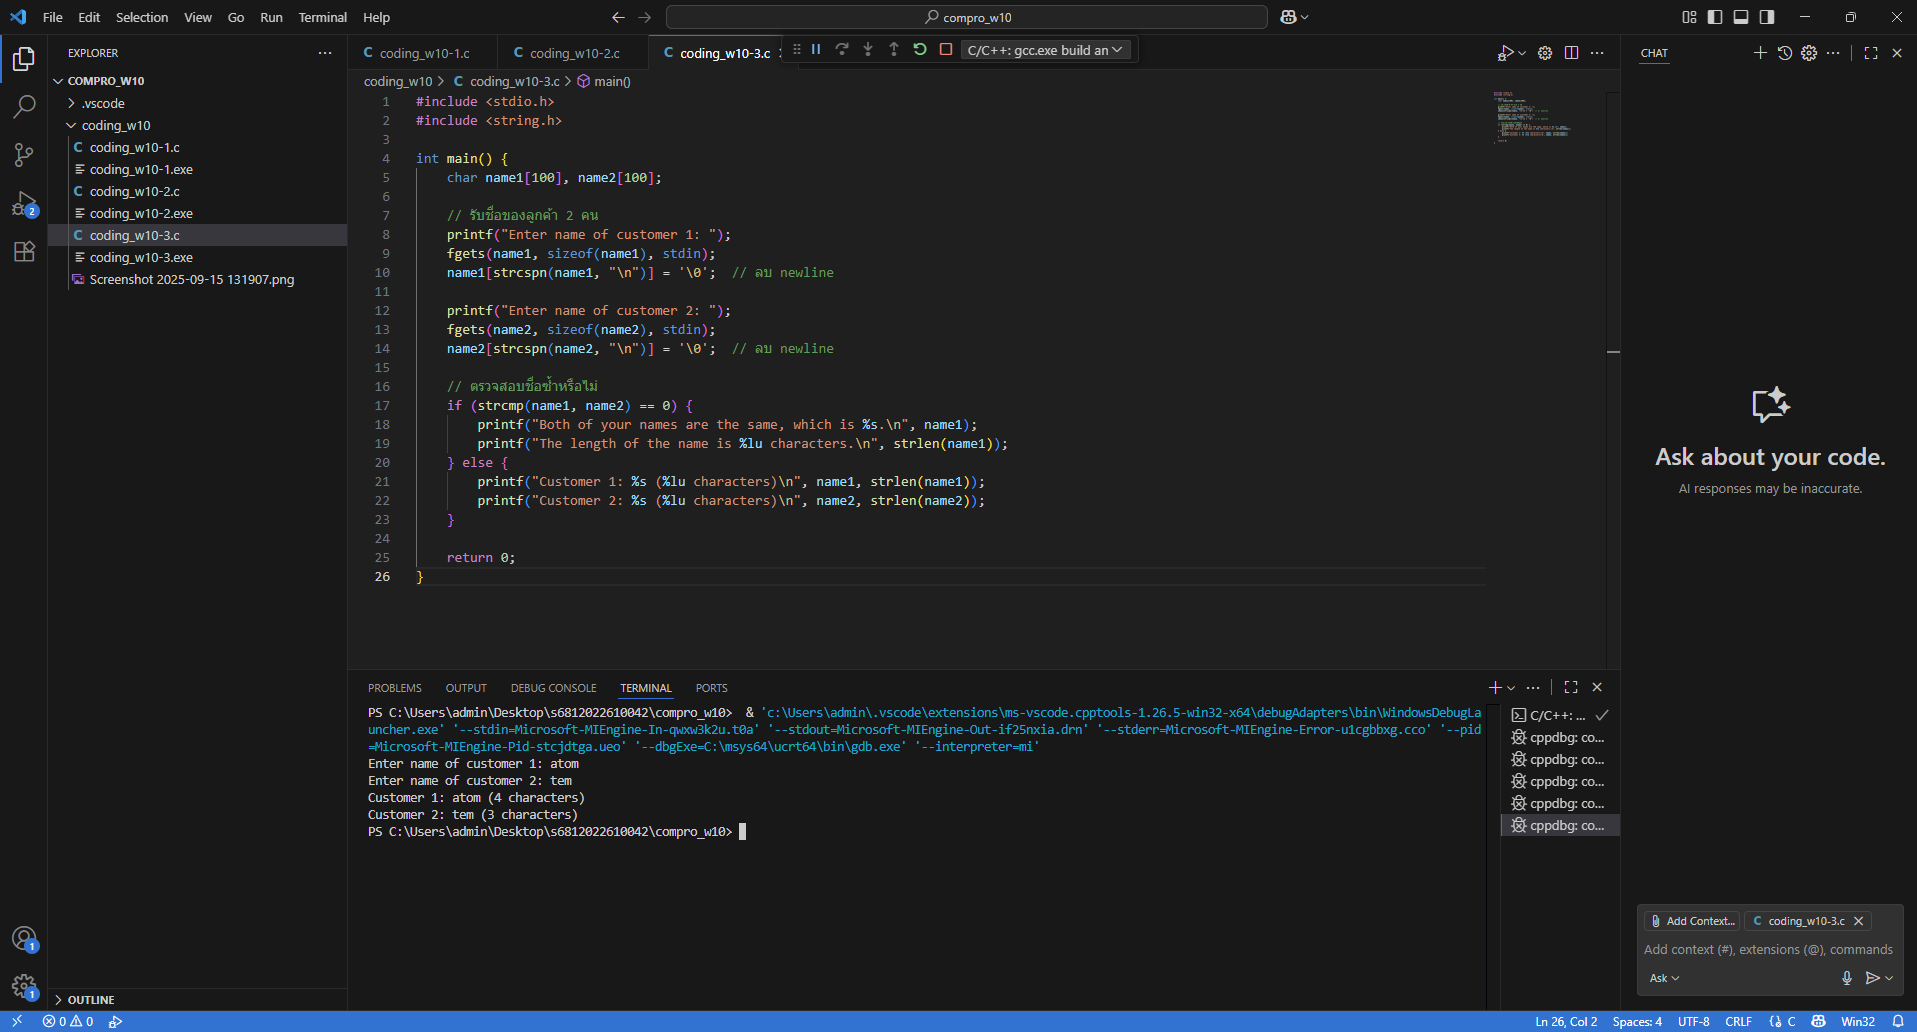 File Edit Selection View Go Run Terminal Help
compro_w10
EXPLORER
COMPRO_W10
.vscode
coding_w10
coding_w10-1.c
coding_w10-1.exe
coding_w10-2.c
coding_w10-2.exe
coding_w10-3.c
coding_w10-3.exe
Screenshot 2025-09-15 131907.png
OUTLINE
2
1
1
coding_w10-1.c coding_w10-2.c coding_w10-3.c
C/C++: gcc.exe build an
coding_w10 > C coding_w10-3.c > main()
1 #include <stdio.h>
2 #include <string.h>
3
4 int main() {
5 char name1[100], name2[100];
6
7 // รับชื่อของลูกค้า 2 คน
8 printf("Enter name of customer 1: ");
9 fgets(name1, sizeof(name1), stdin);
10 name1[strcspn(name1, "\n")] = '\0'; // ลบ newline
11
12 printf("Enter name of customer 2: ");
13 fgets(name2, sizeof(name2), stdin);
14 name2[strcspn(name2, "\n")] = '\0'; // ลบ newline
15
16 // ตรวจสอบชื่อซ้ำหรือไม่
17 if (strcmp(name1, name2) == 0) {
18 printf("Both of your names are the same, which is %s.\n", name1);
19 printf("The length of the name is %lu characters.\n", strlen(name1));
20 } else {
21 printf("Customer 1: %s (%lu characters)\n", name1, strlen(name1));
22 printf("Customer 2: %s (%lu characters)\n", name2, strlen(name2));
23 }
24
25 return 0;
26 }
PROBLEMS OUTPUT DEBUG CONSOLE TERMINAL PORTS
PS C:\Users\admin\Desktop\s6812022610042\compro_w10> & 'c:\Users\admin\.vscode\extensions\ms-vscode.cpptools-1.26.5-win32-x64\debugAdapters\bin\WindowsDebugLa
uncher.exe' '--stdin=Microsoft-MIEngine-In-qwxw3k2u.t0a' '--stdout=Microsoft-MIEngine-Out-if25nxia.drn' '--stderr=Microsoft-MIEngine-Error-u1cgbbxg.cco' '--pid
=Microsoft-MIEngine-Pid-stcjdtga.ueo' '--dbgExe=C:\msys64\ucrt64\bin\gdb.exe' '--interpreter=mi'
Enter name of customer 1: atom
Enter name of customer 2: tem
Customer 1: atom (4 characters)
Customer 2: tem (3 characters)
PS C:\Users\admin\Desktop\s6812022610042\compro_w10>
C/C++: ...
cppdbg: co...
cppdbg: co...
cppdbg: co...
cppdbg: co...
cppdbg: co...
CHAT
Ask about your code.
AI responses may be inaccurate.
Add Context... C coding_w10-3.c
Add context (#), extensions (@), commands
Ask
0 0
Ln 26, Col 2 Spaces: 4 UTF-8 CRLF {} C Win32